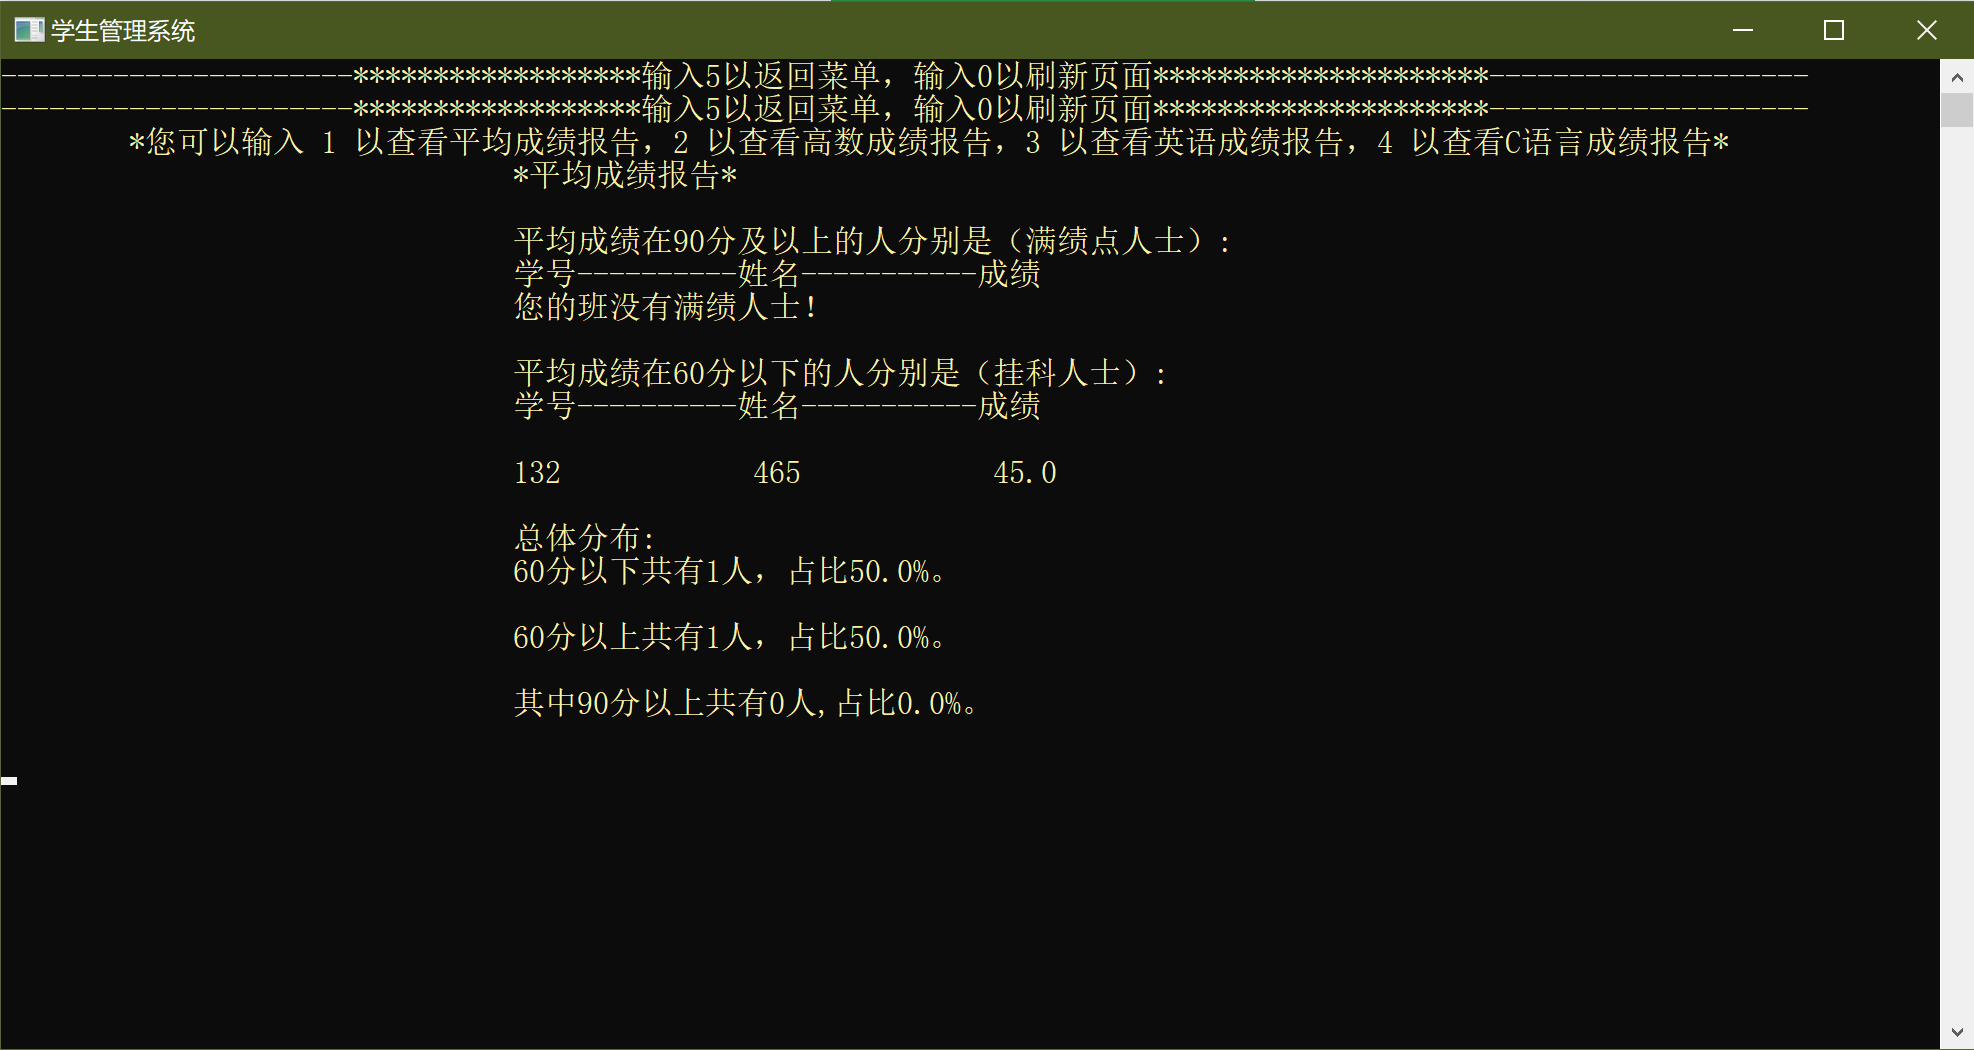 学生管理系统
----------------------******************输入5以返回菜单，输入0以刷新页面*********************--------------------
----------------------******************输入5以返回菜单，输入0以刷新页面*********************--------------------
*您可以输入 1 以查看平均成绩报告，2 以查看高数成绩报告，3 以查看英语成绩报告，4 以查看C语言成绩报告*
*平均成绩报告*
平均成绩在90分及以上的人分别是（满绩点人士）:
学号----------姓名-----------成绩
您的班没有满绩人士!
平均成绩在60分以下的人分别是（挂科人士）:
学号----------姓名-----------成绩
132 465 45.0
总体分布:
60分以下共有1人，占比50.0%。
60分以上共有1人，占比50.0%。
其中90分以上共有0人,占比0.0%。